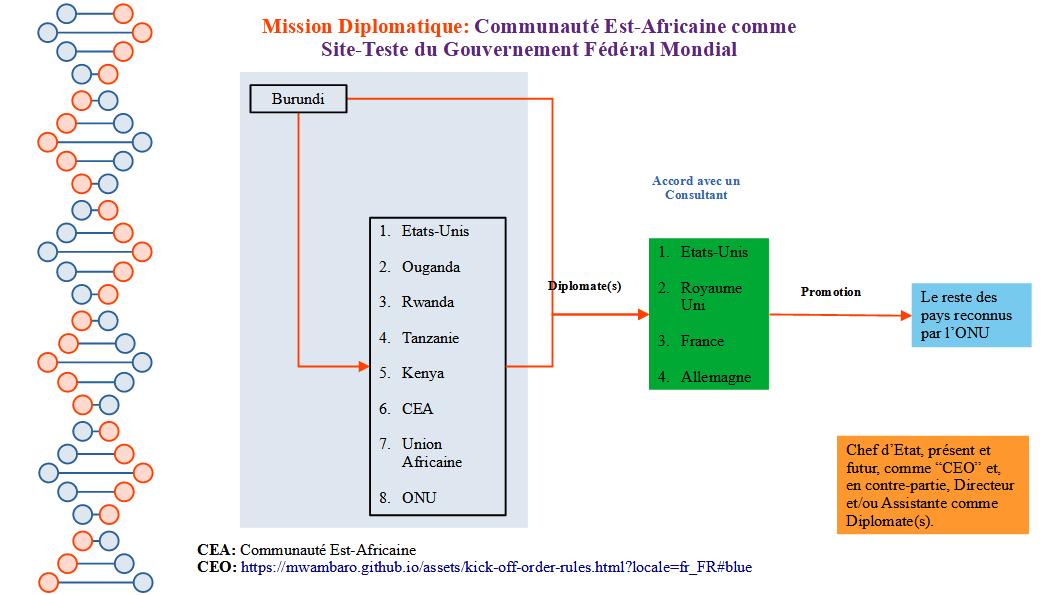 Mission Diplomatique: Communauté Est-Africaine comme
Site-Teste du Gouvernement Fédéral Mondial
Burundi
Accord avec un
Consultant
1. Etats-Unis
2. Ouganda
3. Rwanda
4. Tanzanie
5. Kenya
6. CEA
7. Union
Africaine
8. ONU
Diplomate(s)
1. Etats-Unis
2. Royaume
Uni
3. France
4. Allemagne
Promotion
Le reste des
pays reconnus
par l’ONU
Chef d’Etat, présent et
futur, comme “CEO” et,
en contre-partie, Directeur
et/ou Assistante comme
Diplomate(s).
CEA: Communauté Est-Africaine
CEO: https://mwambaro.github.io/assets/kick-off-order-rules.html?locale=fr_FR#blue